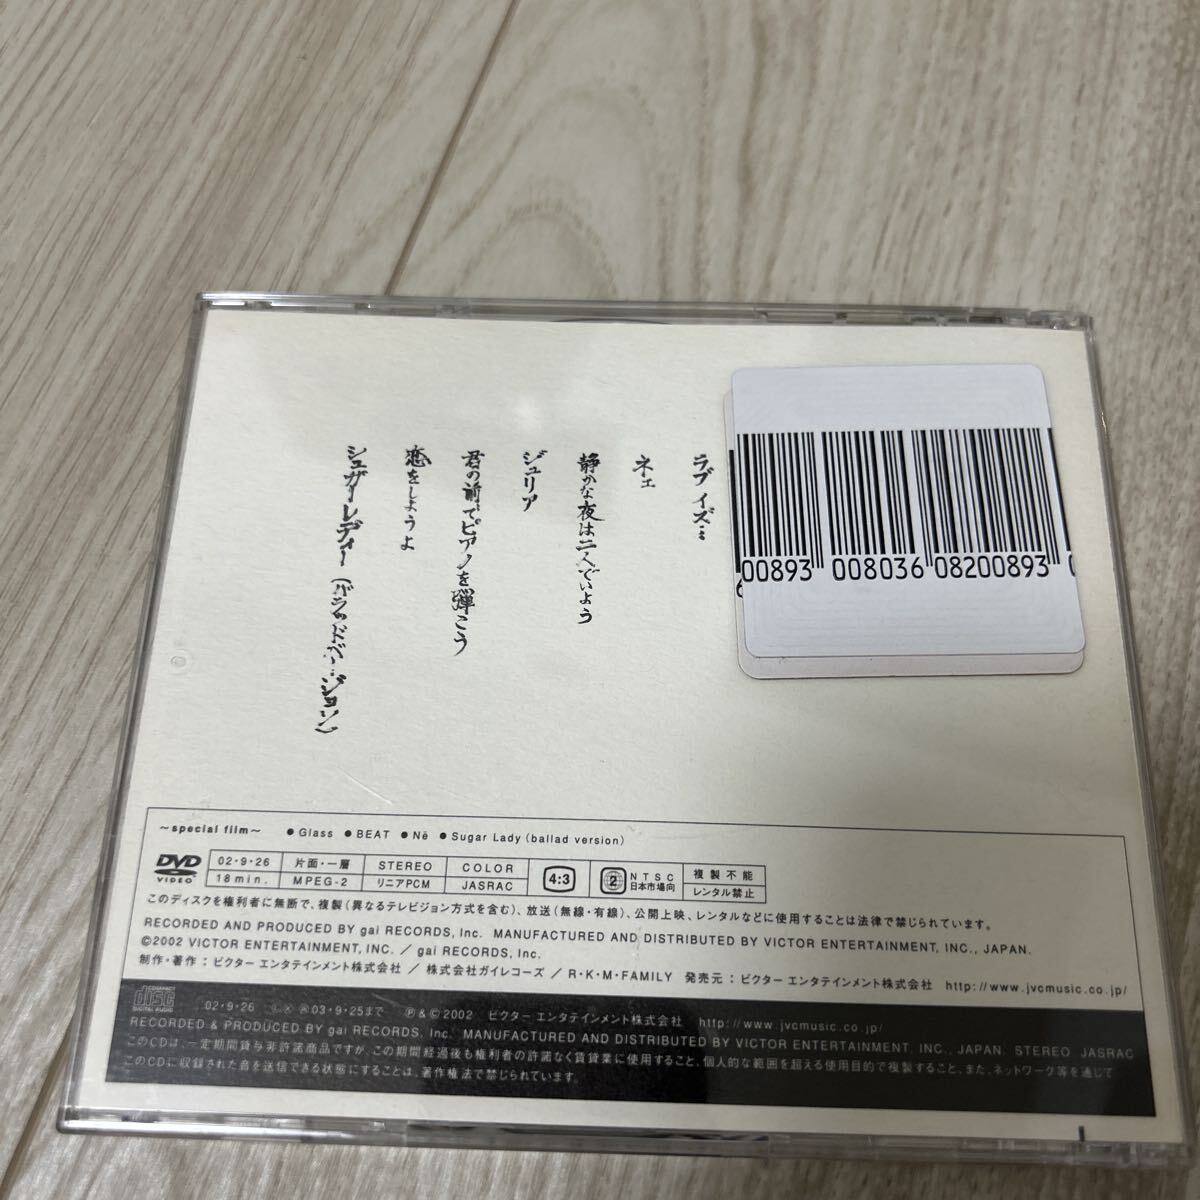 ラブ イズ…
ネェ
静かな夜は二人でいよう
ジュリア
君の前でピアノを弾こう
恋をしようよ
シュガーレディー (バラッドバージョン)
00893 008036 08200893
~special film~ ●Glass ●BEAT ●Nē ●Sugar Lady (ballad version)
DVD VIDEO
02・9・26 片面・一層 STEREO COLOR 4:3 2 NTSC 日本市場向 複製不能
18min. MPEG-2 リニアPCM JASRAC レンタル禁止
このディスクを権利者に無断で、複製(異なるテレビジョン方式を含む)、放送(無線・有線)、公開上映、レンタルなどに使用することは法律で禁じられています。
RECORDED AND PRODUCED BY gai RECORDS, Inc. MANUFACTURED AND DISTRIBUTED BY VICTOR ENTERTAINMENT, INC., JAPAN.
©2002 VICTOR ENTERTAINMENT, INC. / gai RECORDS, Inc.
制作・著作:ビクター エンタテインメント株式会社 / 株式会社ガイレコーズ / R・K・M・FAMILY 発売元:ビクター エンタテインメント株式会社 http://www.jvcmusic.co.jp/
COMPACT disc DIGITAL AUDIO
02・9・26 Ⓛ×Ⓐ03・9・25まで ℗&©2002 ビクター エンタテインメント株式会社 http://www.jvcmusic.co.jp/
RECORDED & PRODUCED BY gai RECORDS, Inc. MANUFACTURED AND DISTRIBUTED BY VICTOR ENTERTAINMENT, INC., JAPAN. STEREO JASRAC
このCDは、一定期間貸与非許諾商品ですが、この期間経過後も権利者の許諾なく賃貸業に使用すること、個人的な範囲を超える使用目的で複製すること、また、ネットワーク等を通じて
このCDに収録された音を送信できる状態にすることは、著作権法で禁じられています。